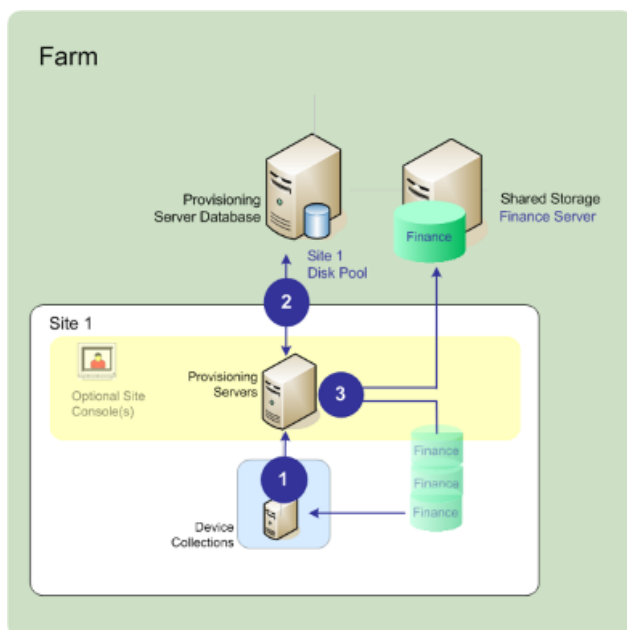 Farm
Provisioning
Server Database
Shared Storage
Finance Server
Finance
Site 1
Disk Pool
2
Site 1
Optional Site
Console(s)
Provisioning
Servers
3
Finance
Finance
Finance
1
Device
Collections